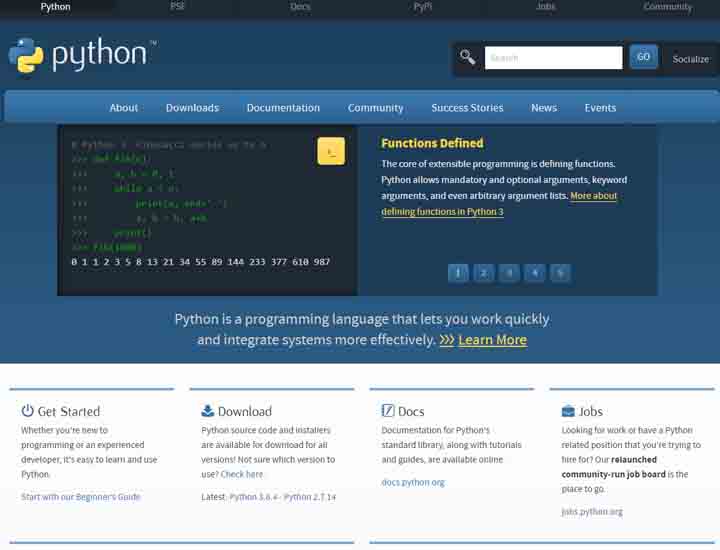 Python PSF Docs PyPI Jobs Community
python™
Search GO Socialize
About Downloads Documentation Community Success Stories News Events
# Python 3: Fibonacci series up to n
>>> def fib(n):
>>> a, b = 0, 1
>>> while a < n:
>>> print(a, end=' ')
>>> a, b = b, a+b
>>> print()
>>> fib(1000)
0 1 1 2 3 5 8 13 21 34 55 89 144 233 377 610 987
>_
Functions Defined
The core of extensible programming is defining functions.
Python allows mandatory and optional arguments, keyword
arguments, and even arbitrary argument lists. More about
defining functions in Python 3
1 2 3 4 5
Python is a programming language that lets you work quickly
and integrate systems more effectively. >>> Learn More
Get Started
Whether you're new to
programming or an experienced
developer, it's easy to learn and use
Python.
Start with our Beginner's Guide
Download
Python source code and installers
are available for download for all
versions! Not sure which version to
use? Check here.
Latest: Python 3.6.4 - Python 2.7.14
Docs
Documentation for Python's
standard library, along with tutorials
and guides, are available online.
docs.python.org
Jobs
Looking for work or have a Python
related position that you're trying to
hire for? Our relaunched
community-run job board is the
place to go.
jobs.python.org